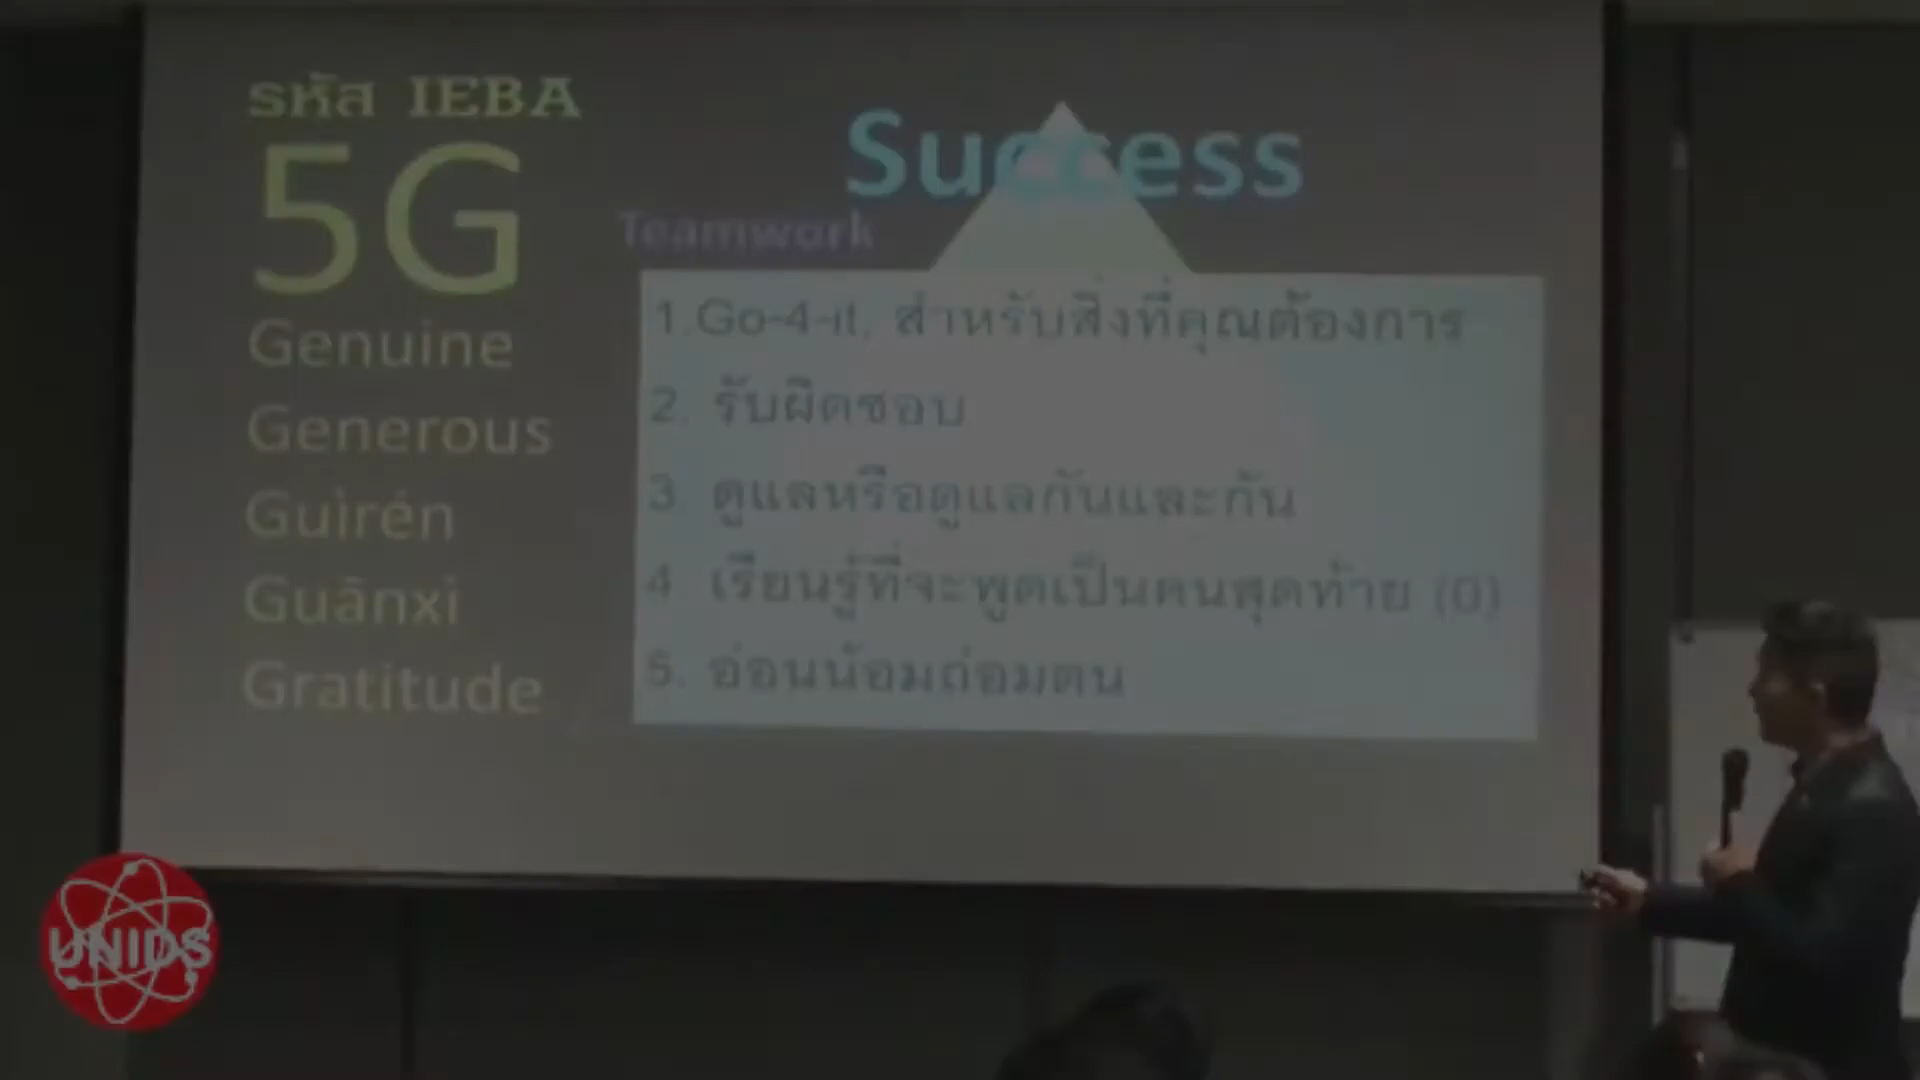 รหัส IEBA
5G
Genuine
Generous
Guìrén
Guānxì
Gratitude
Success
Teamwork
1.Go-4-it, สำหรับสิ่งที่คุณต้องการ
2. รับผิดชอบ
3. ดูแลหรือดูแลกันและกัน
4. เรียนรู้ที่จะพูดเป็นคนสุดท้าย (0)
5. อ่อนน้อมถ่อมตน
UNIDS